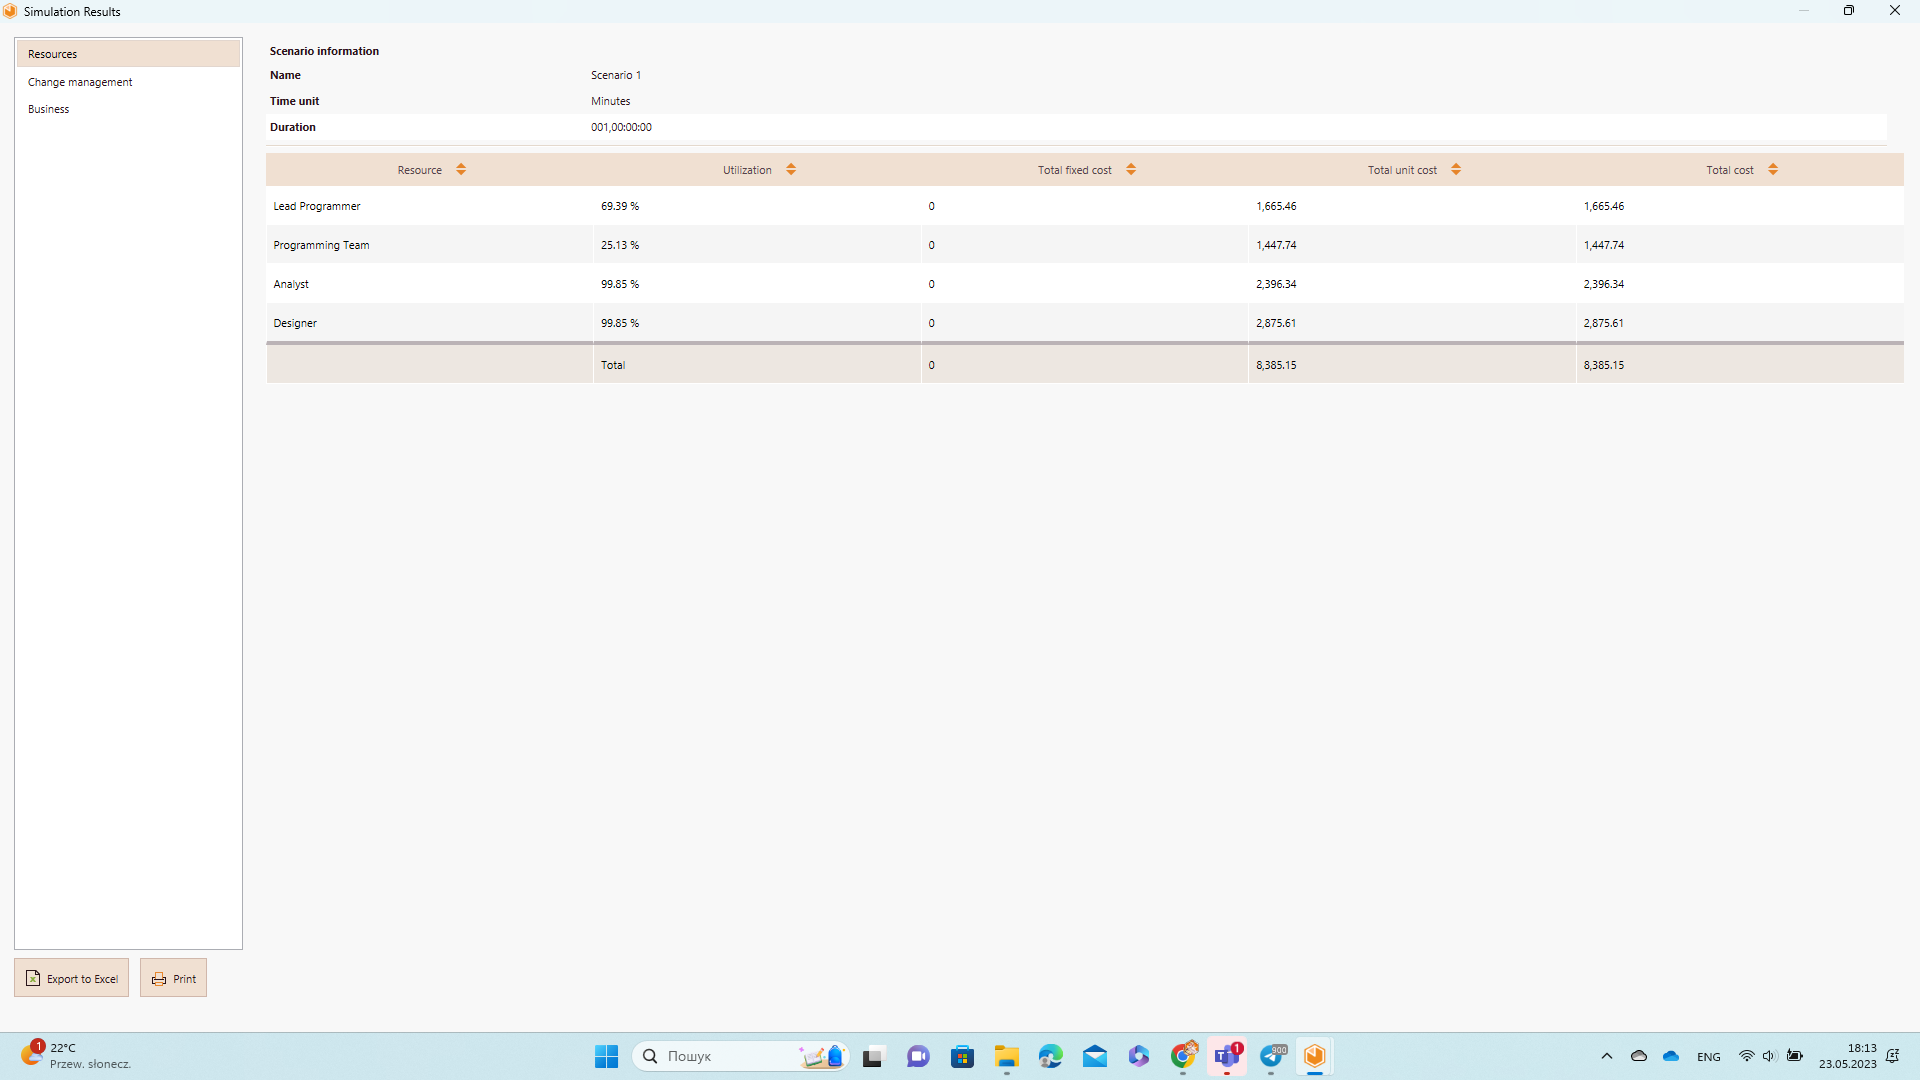 Simulation Results
Resources
Change management
Business
Scenario information
Name Scenario 1
Time unit Minutes
Duration 001,00:00:00
Resource Utilization Total fixed cost Total unit cost Total cost
Lead Programmer 69.39 % 0 1,665.46 1,665.46
Programming Team 25.13 % 0 1,447.74 1,447.74
Analyst 99.85 % 0 2,396.34 2,396.34
Designer 99.85 % 0 2,875.61 2,875.61
Total 0 8,385.15 8,385.15
Export to Excel Print
1 22°C
Przew. słonecz.
Пошук
1
900
ENG
18:13
23.05.2023